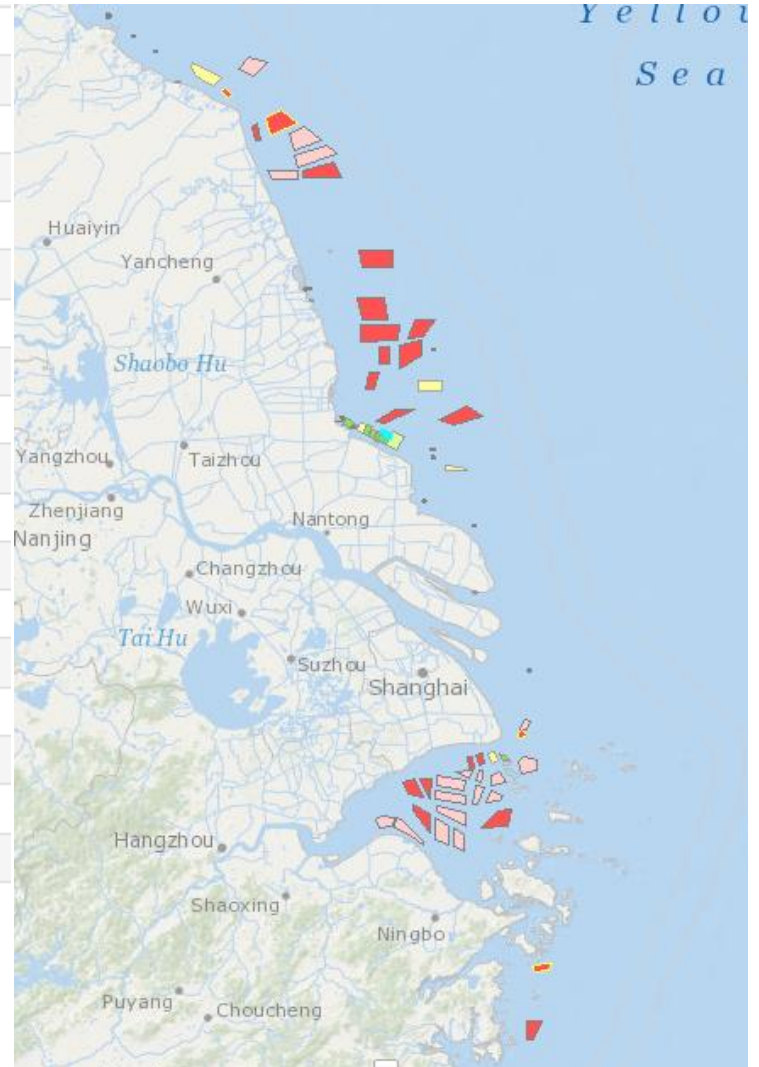 Yellow
Sea
Huaiyin
Yancheng
Shaobo Hu
Yangzhou
Taizhou
Zhenjiang
Nantong
Nanjing
Changzhou
Wuxi
Tai Hu
Suzhou
Shanghai
Hangzhou
Shaoxing
Ningbo
Puyang
Choucheng